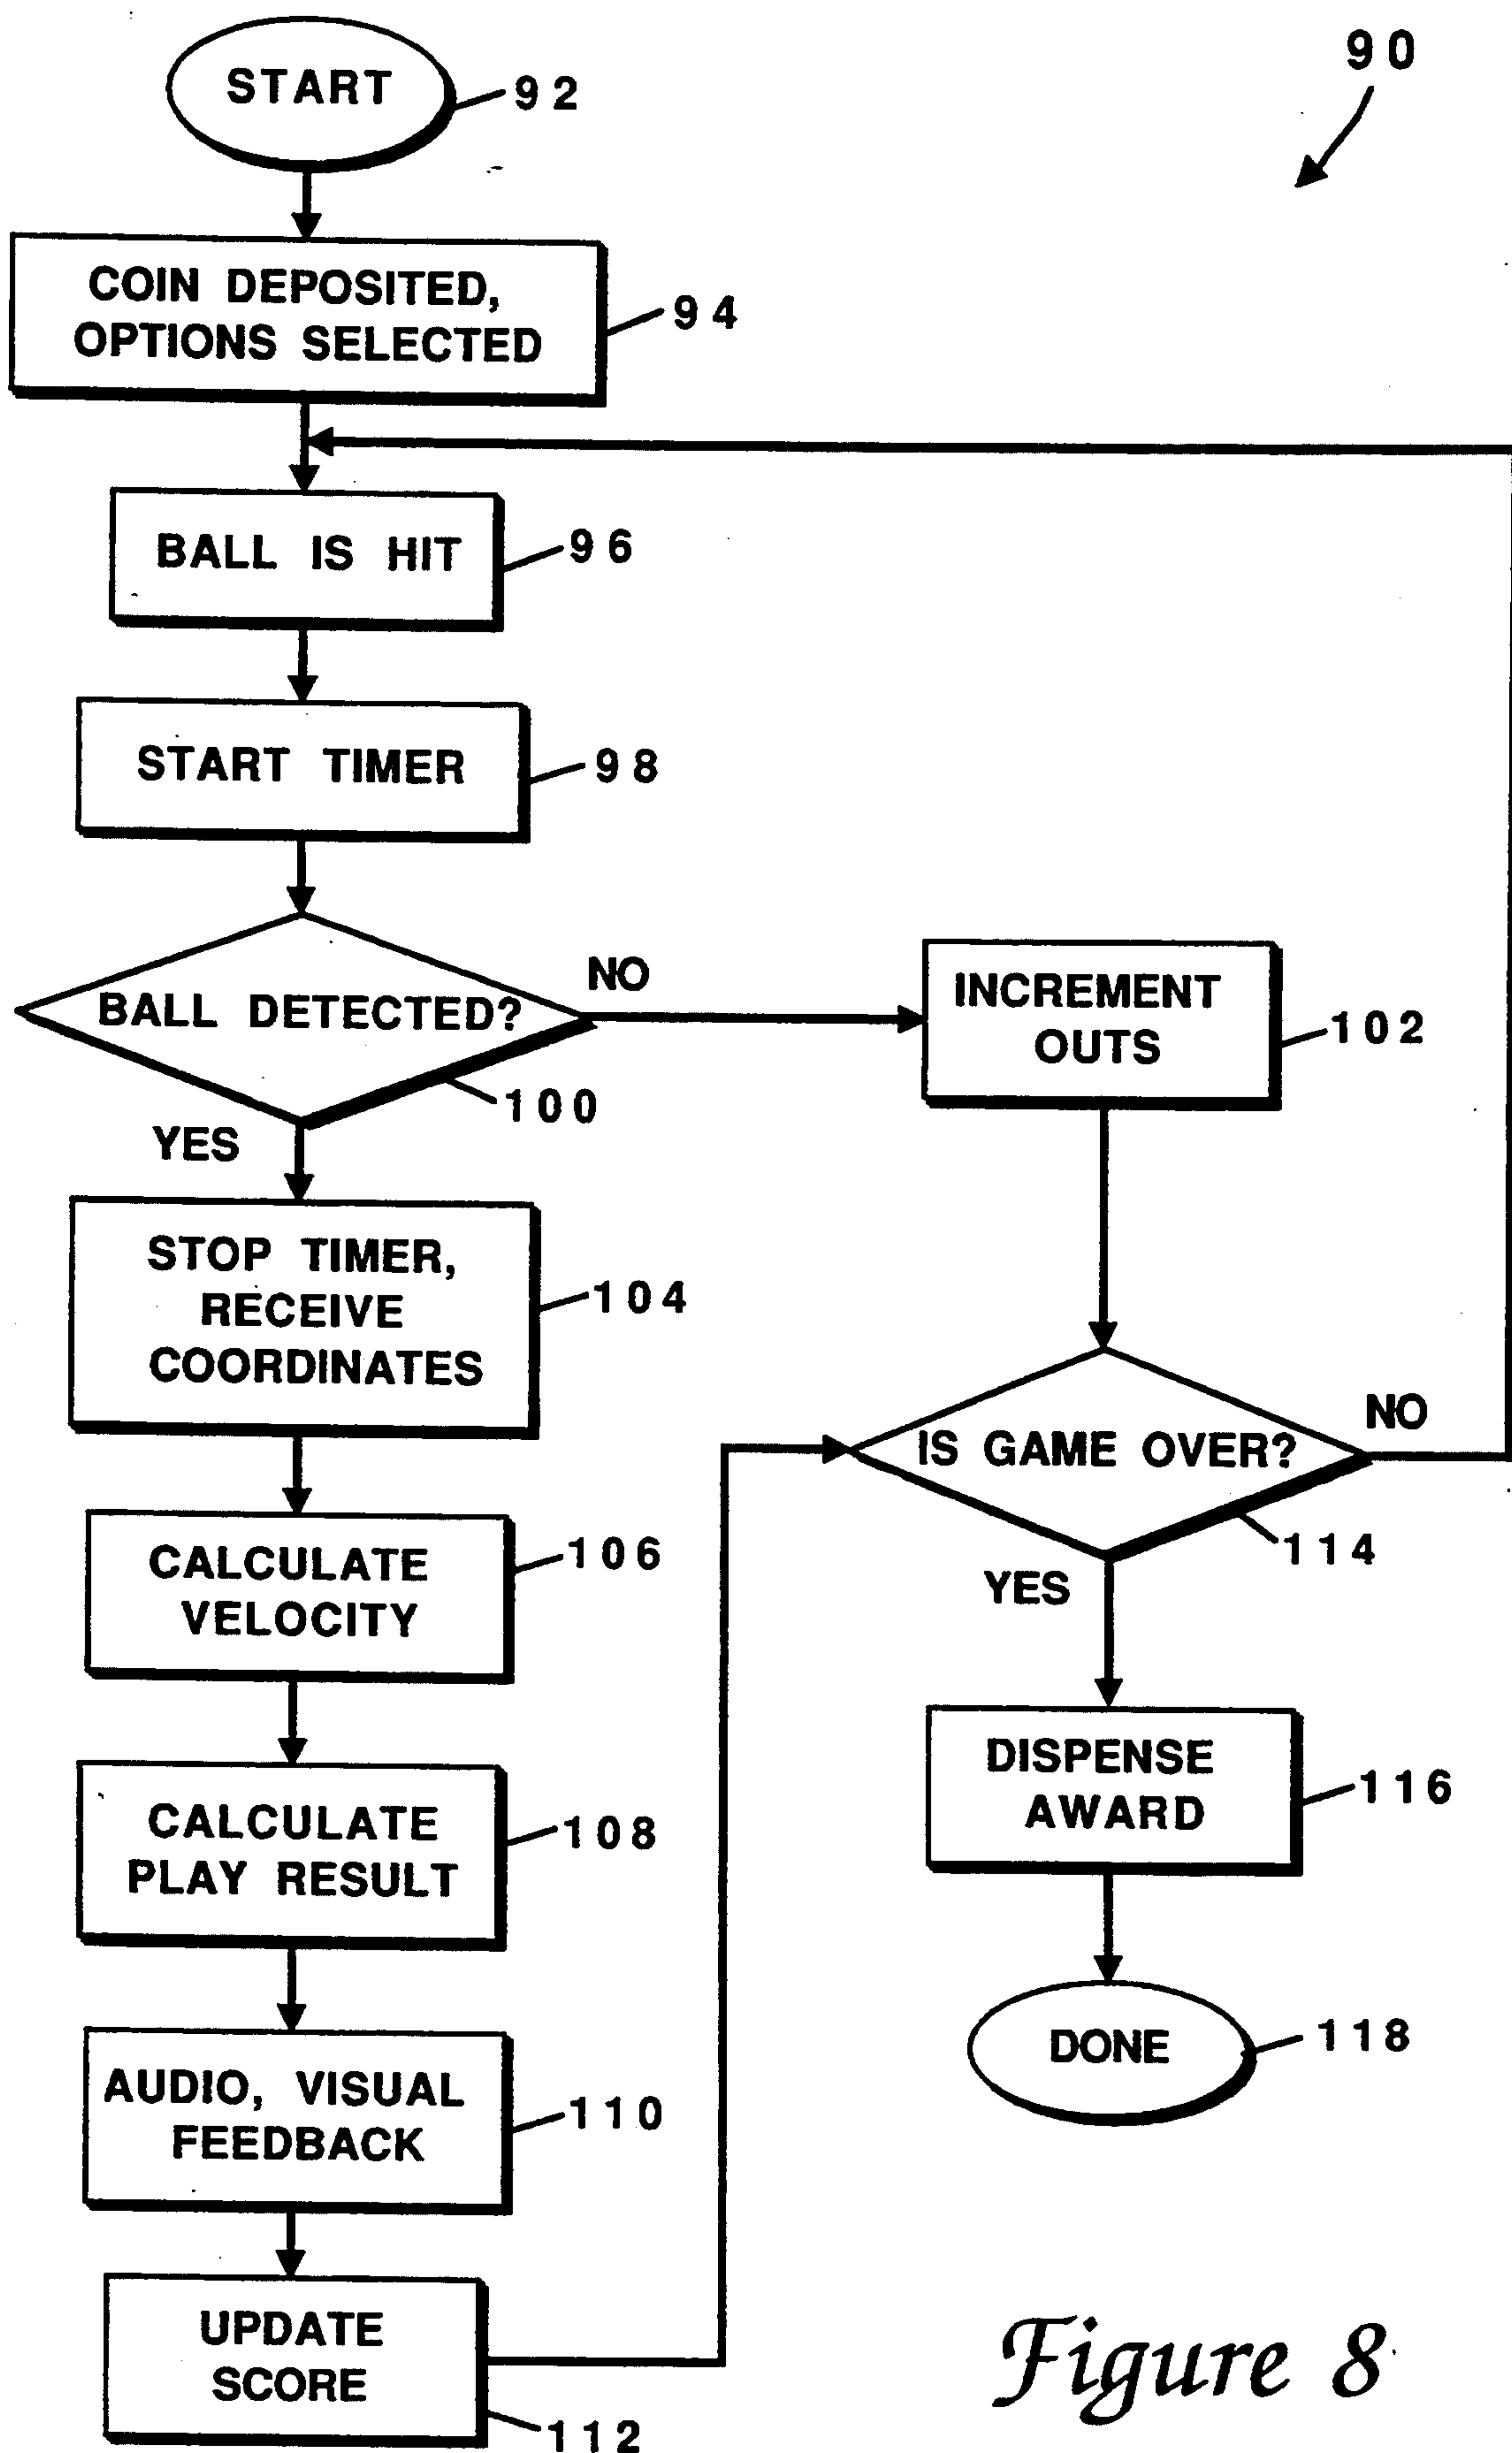 START
92
90
COIN DEPOSITED,
OPTIONS SELECTED
94
BALL IS HIT
96
START TIMER
98
BALL DETECTED?
100
NO
YES
INCREMENT
OUTS
102
STOP TIMER,
RECEIVE
COORDINATES
104
IS GAME OVER?
114
NO
YES
CALCULATE
VELOCITY
106
CALCULATE
PLAY RESULT
108
DISPENSE
AWARD
116
AUDIO, VISUAL
FEEDBACK
110
DONE
118
UPDATE
SCORE
112
Figure 8